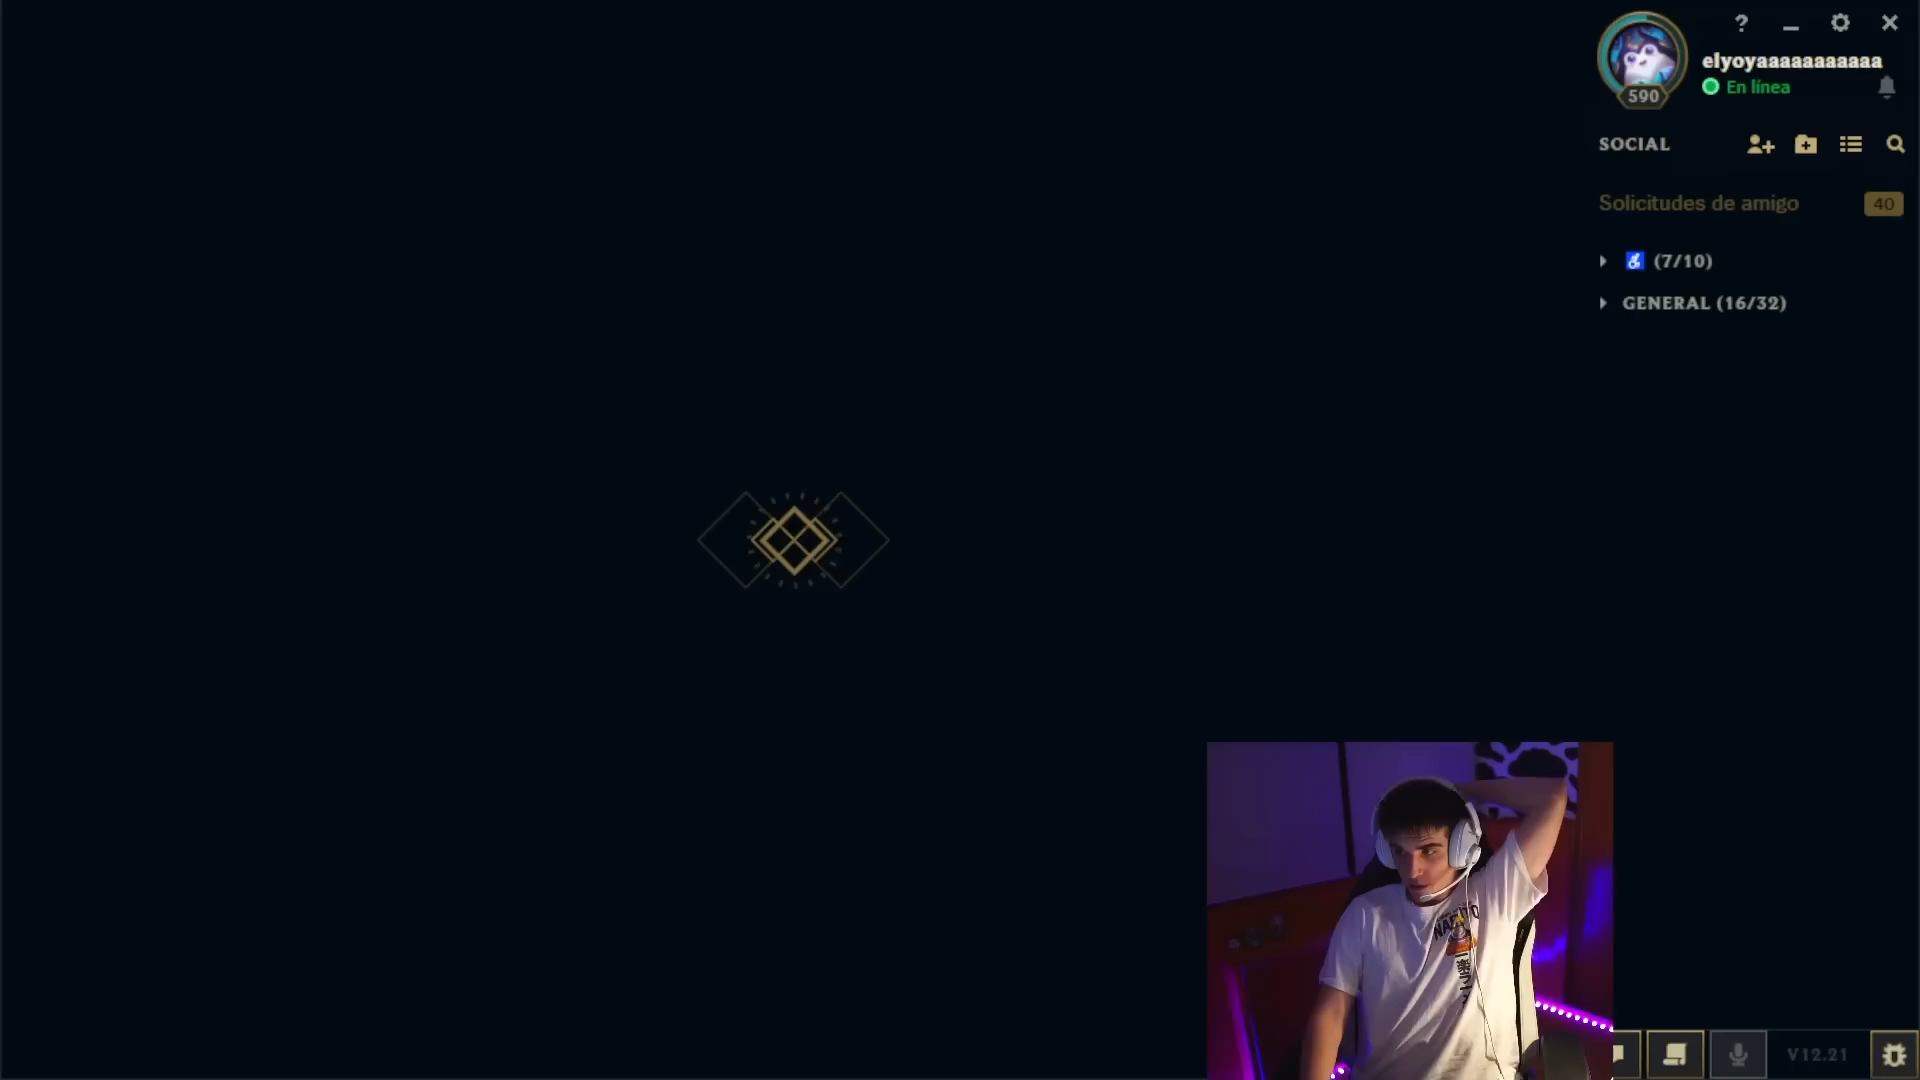 ?
elyoyaaaaaaaaaaa
590
En línea
SOCIAL
Solicitudes de amigo
40
(7/10)
GENERAL (16/32)
V12.21